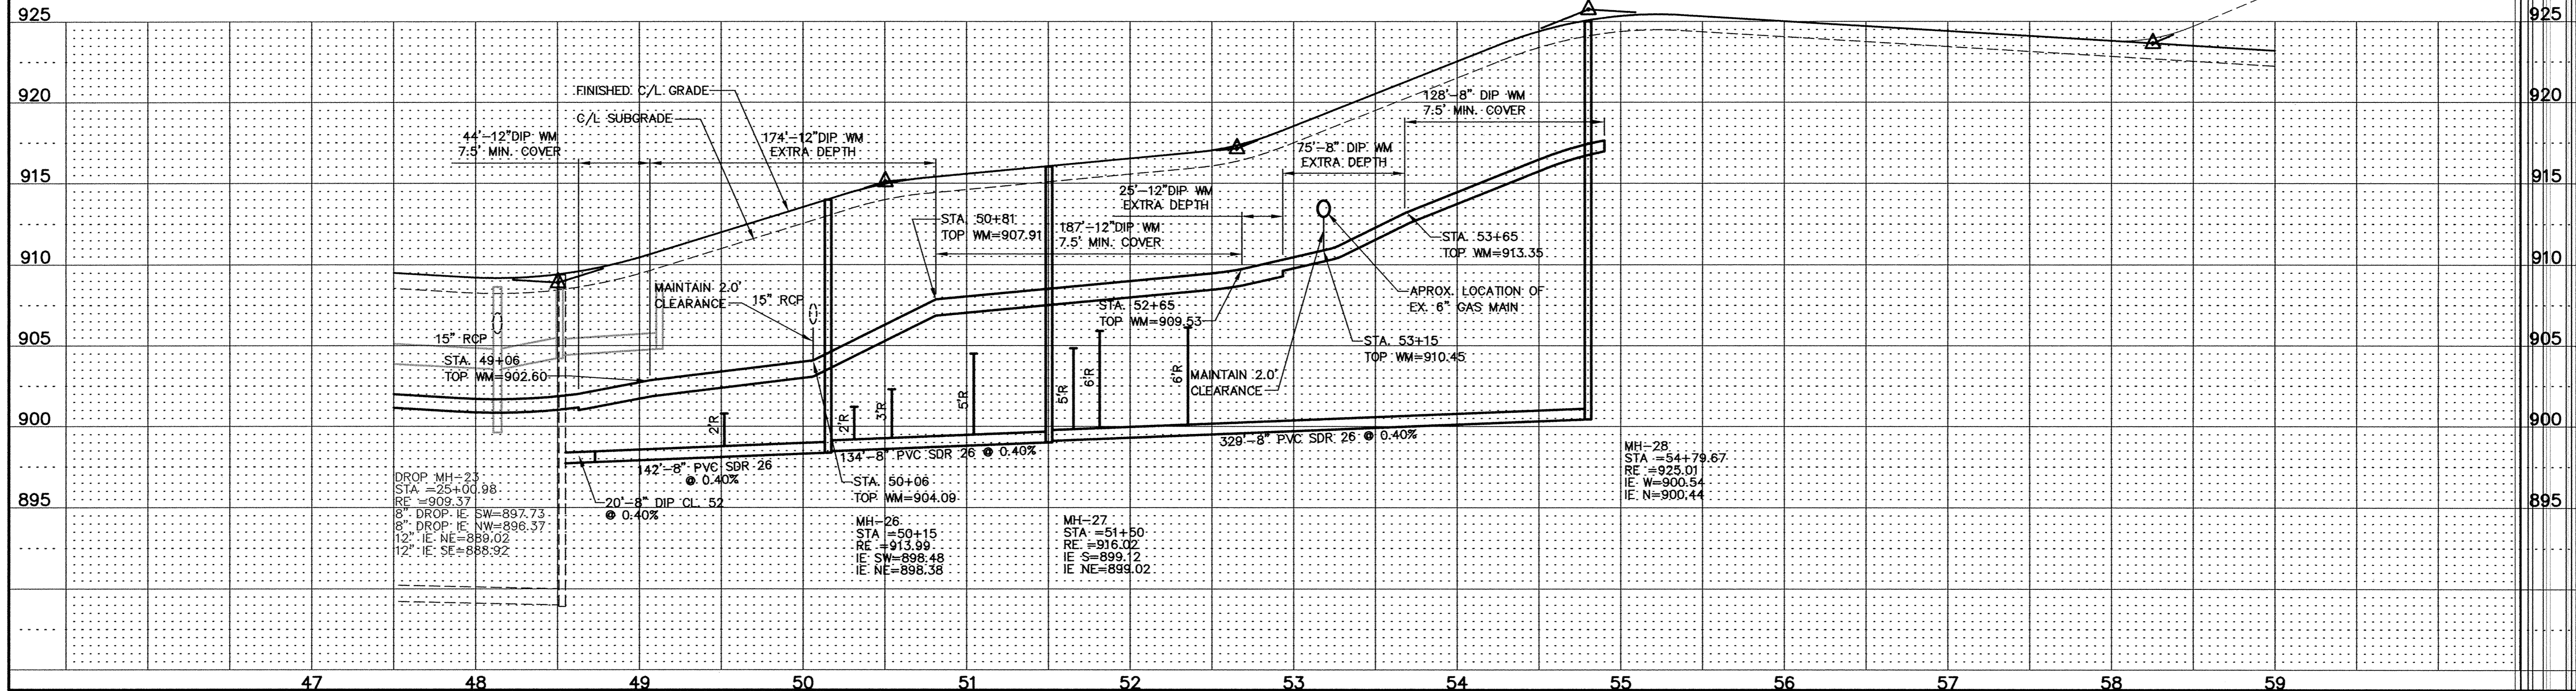 925
925
920
920
915
915
910
910
905
905
900
900
895
895
FINISHED C/L GRADE
C/L SUBGRADE
44'-12"DIP WM
7.5' MIN. COVER
174'-12"DIP WM
EXTRA DEPTH
128'-8" DIP WM
7.5' MIN. COVER
75'-8" DIP WM
EXTRA DEPTH
25'-12"DIP WM
EXTRA DEPTH
187'-12"DIP WM
7.5' MIN. COVER
STA. 50+81
TOP WM=907.91
STA. 53+65
TOP WM=913.35
MAINTAIN 2.0'
CLEARANCE
15" RCP
APROX. LOCATION OF
EX. 6" GAS MAIN
STA. 52+65
TOP WM=909.53
15" RCP
STA. 49+06
TOP WM=902.60
STA. 53+15
TOP WM=910.45
MAINTAIN 2.0'
CLEARANCE
2'R
2'R
3'R
5'R
5'R
6'R
6'R
142'-8" PVC SDR 26
@ 0.40%
134'-8" PVC SDR 26 @ 0.40%
329'-8" PVC SDR 26 @ 0.40%
20'-8" DIP CL. 52
@ 0.40%
STA. 50+06
TOP WM=904.09
DROP MH-23
STA =25+00.98
RE =909.37
8" DROP IE SW=897.73
8" DROP IE NW=896.37
12" IE NE=889.02
12" IE SE=888.92
MH-26
STA =50+15
RE =913.99
IE SW=898.48
IE NE=898.38
MH-27
STA =51+50
RE =916.02
IE S=899.12
IE NE=899.02
MH-28
STA =54+79.67
RE =925.01
IE W=900.54
IE N=900.44
47 48 49 50 51 52 53 54 55 56 57 58 59